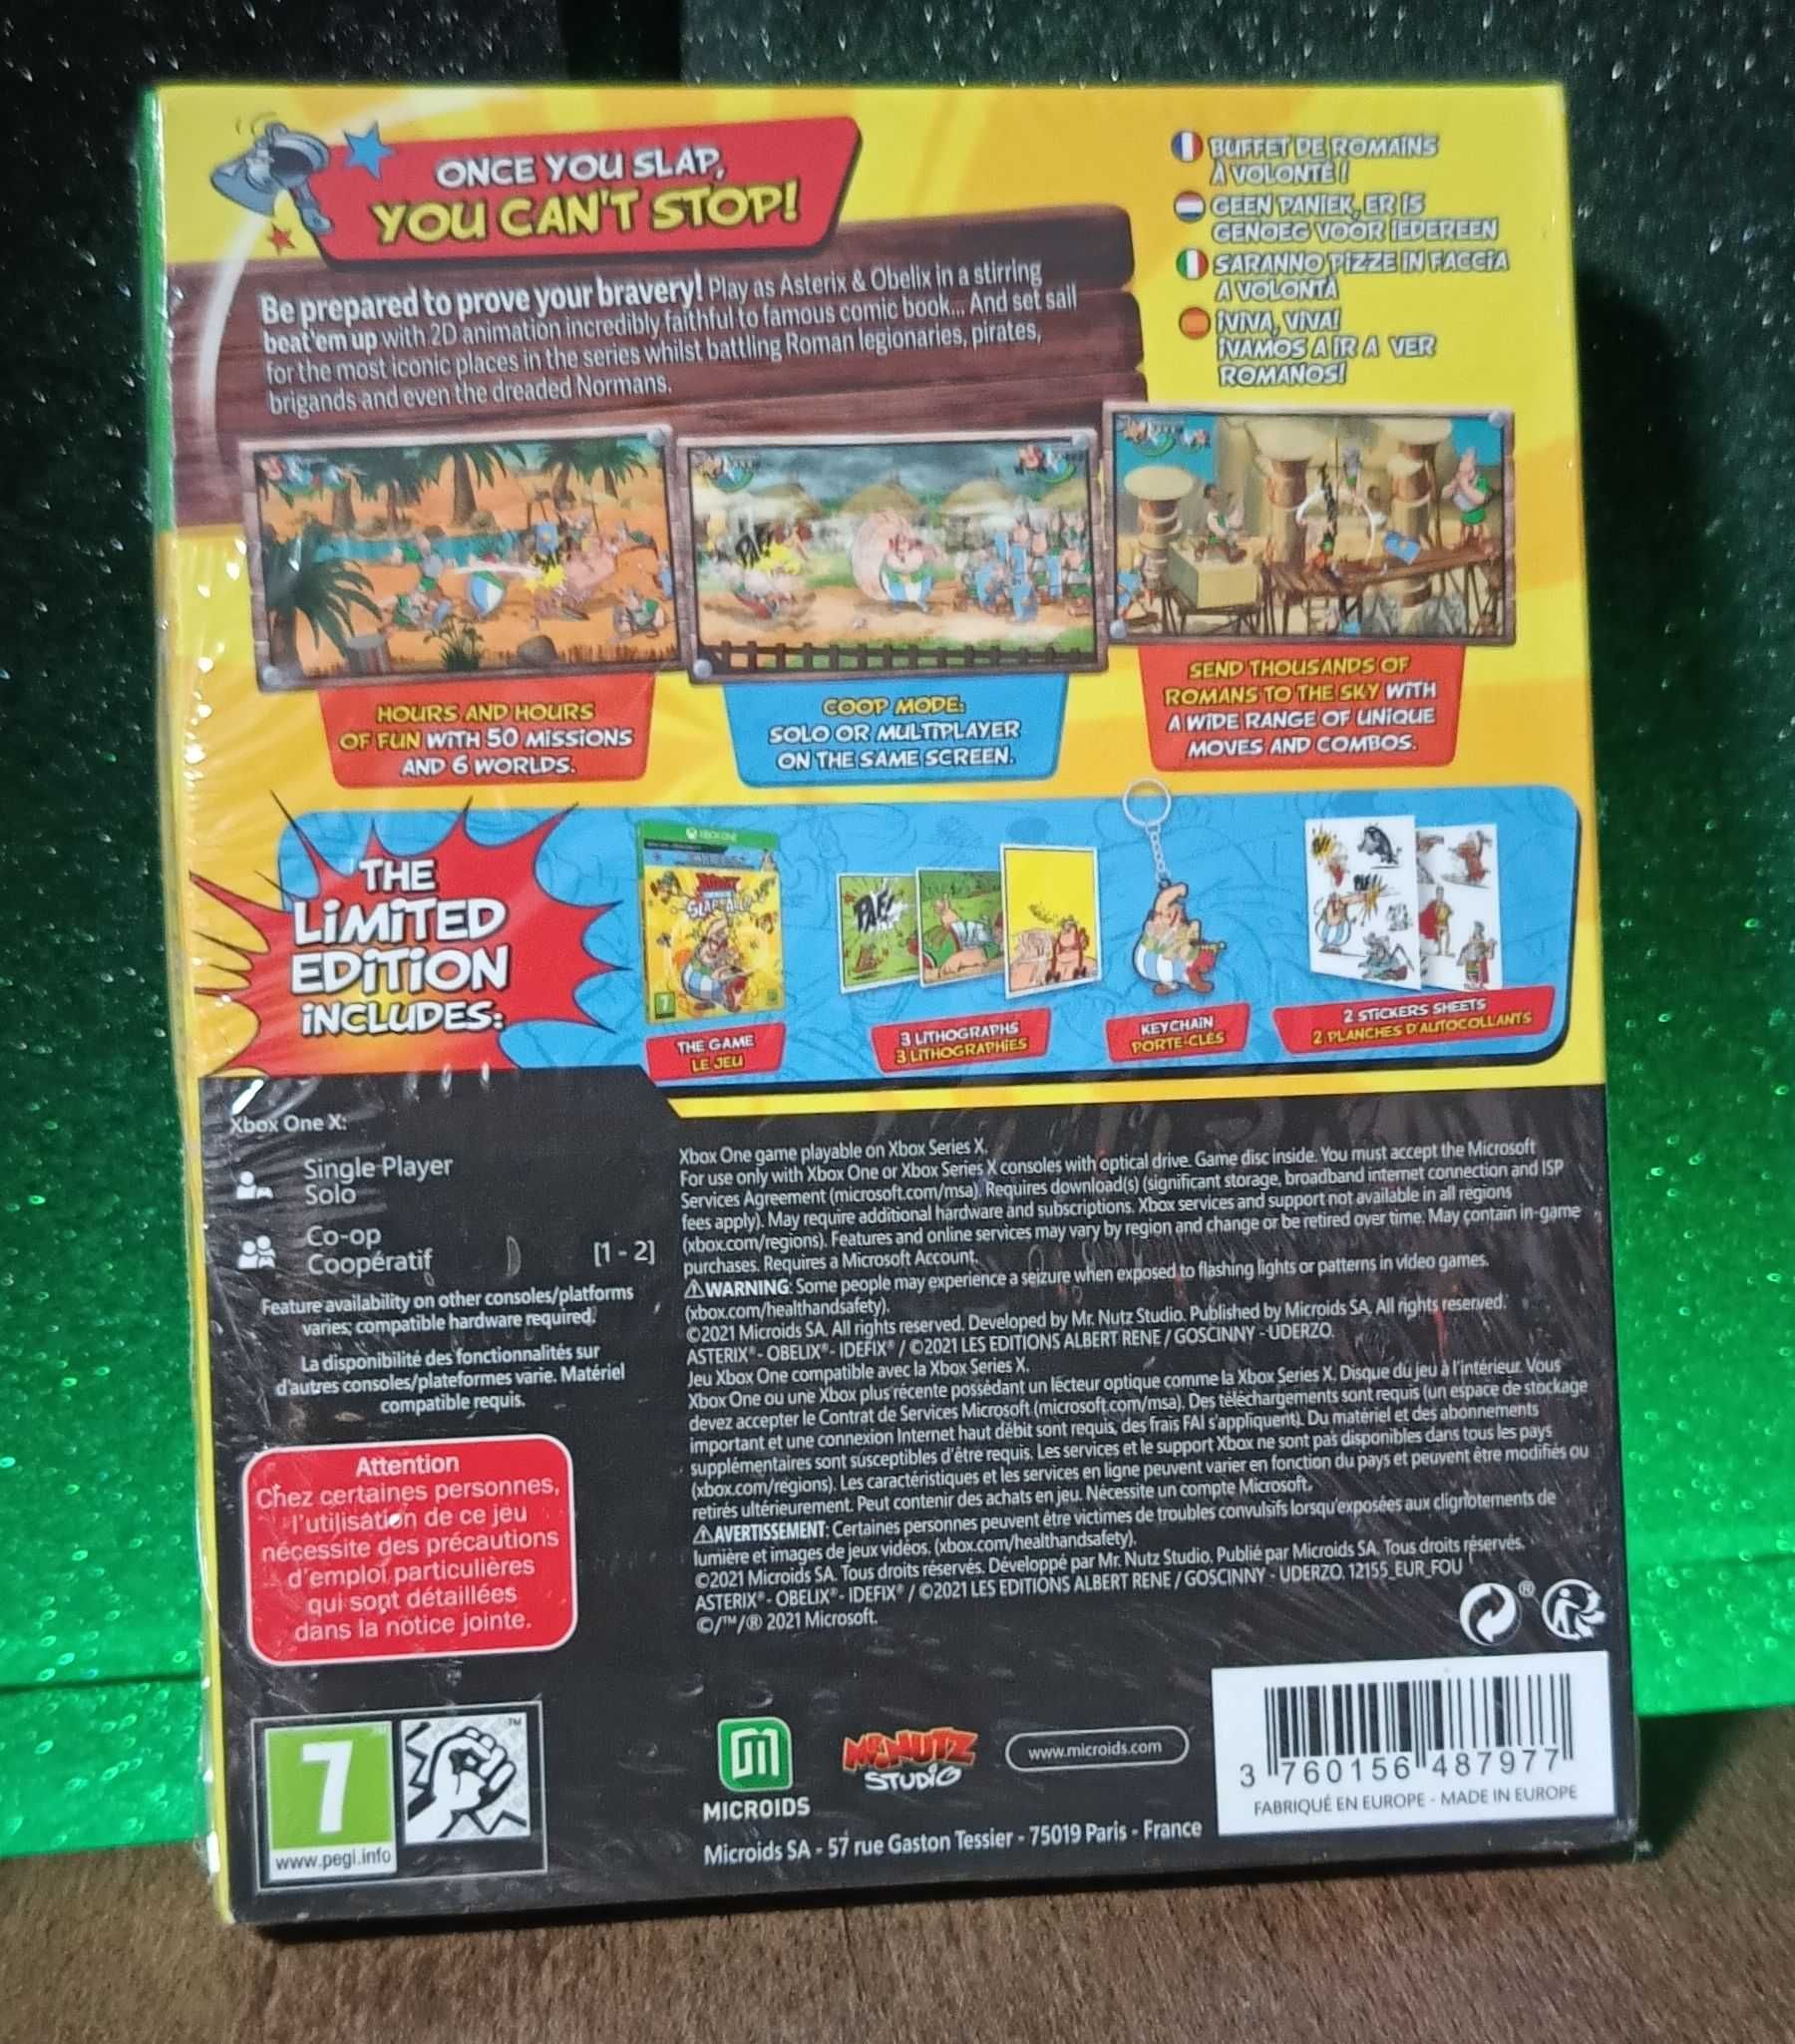 ONCE YOU SLAP,
YOU CAN'T STOP!
BUFFET DE ROMAINS
À VOLONTÉ !
GEEN PANIEK, ER IS
GENOEG VOOR IEDEREEN
SARANNO PIZZE IN FACCIA
A VOLONTÀ
¡VIVA, VIVA!
¡VAMOS A IR A VER
ROMANOS!
Be prepared to prove your bravery! Play as Asterix & Obelix in a stirring
beat'em up with 2D animation incredibly faithful to famous comic book... And set sail
for the most iconic places in the series whilst battling Roman legionaries, pirates,
brigands and even the dreaded Normans.
PAF!
HOURS AND HOURS
OF FUN WITH 50 MISSIONS
AND 6 WORLDS.
COOP MODE:
SOLO OR MULTIPLAYER
ON THE SAME SCREEN.
SEND THOUSANDS OF
ROMANS TO THE SKY WITH
A WIDE RANGE OF UNIQUE
MOVES AND COMBOS.
THE
LIMITED
EDITION
INCLUDES:
XBOX ONE
7
PAF!
THE GAME
LE JEU
3 LITHOGRAPHS
3 LITHOGRAPHIES
KEYCHAIN
PORTE-CLÉS
2 STICKERS SHEETS
2 PLANCHES D'AUTOCOLLANTS
Xbox One X:
Single Player
Solo
Co-op
Coopératif
[1 - 2]
Feature availability on other consoles/platforms
varies; compatible hardware required.
La disponibilité des fonctionnalités sur
d'autres consoles/plateformes varie. Matériel
compatible requis.
Attention
Chez certaines personnes,
l'utilisation de ce jeu
nécessite des précautions
d'emploi particulières
qui sont détaillées
dans la notice jointe.
Xbox One game playable on Xbox Series X.
For use only with Xbox One or Xbox Series X consoles with optical drive. Game disc inside. You must accept the Microsoft
Services Agreement (microsoft.com/msa). Requires download(s) (significant storage, broadband internet connection and ISP
fees apply). May require additional hardware and subscriptions. Xbox services and support not available in all regions
(xbox.com/regions). Features and online services may vary by region and change or be retired over time. May contain in-game
purchases. Requires a Microsoft Account.
⚠WARNING: Some people may experience a seizure when exposed to flashing lights or patterns in video games.
(xbox.com/healthandsafety).
©2021 Microids SA. All rights reserved. Developed by Mr. Nutz Studio. Published by Microids SA. All rights reserved.
ASTERIX®- OBELIX®- IDEFIX® / ©2021 LES EDITIONS ALBERT RENE / GOSCINNY - UDERZO.
Jeu Xbox One compatible avec la Xbox Series X.
Xbox One ou une Xbox plus récente possédant un lecteur optique comme la Xbox Series X. Disque du jeu à l'intérieur. Vous
devez accepter le Contrat de Services Microsoft (microsoft.com/msa). Des téléchargements sont requis (un espace de stockage
important et une connexion Internet haut débit sont requis, des frais FAI s'appliquent). Du matériel et des abonnements
supplémentaires sont susceptibles d'être requis. Les services et le support Xbox ne sont pas disponibles dans tous les pays
(xbox.com/regions). Les caractéristiques et les services en ligne peuvent varier en fonction du pays et peuvent être modifiés ou
retirés ultérieurement. Peut contenir des achats en jeu. Nécessite un compte Microsoft.
⚠AVERTISSEMENT: Certaines personnes peuvent être victimes de troubles convulsifs lorsqu'exposées aux clignotements de
lumière et images de jeux vidéos. (xbox.com/healthandsafety).
©2021 Microids SA. Tous droits réservés. Développé par Mr. Nutz Studio. Publié par Microids SA. Tous droits réservés.
ASTERIX®- OBELIX®- IDEFIX® / ©2021 LES EDITIONS ALBERT RENE / GOSCINNY - UDERZO. 12155_EUR_FOU
©/™/® 2021 Microsoft.
7
www.pegi.info
MICROIDS
MR.NUTZ
STUDIO
www.microids.com
Microids SA - 57 rue Gaston Tessier - 75019 Paris - France
3 760156 487977
FABRIQUÉ EN EUROPE - MADE IN EUROPE